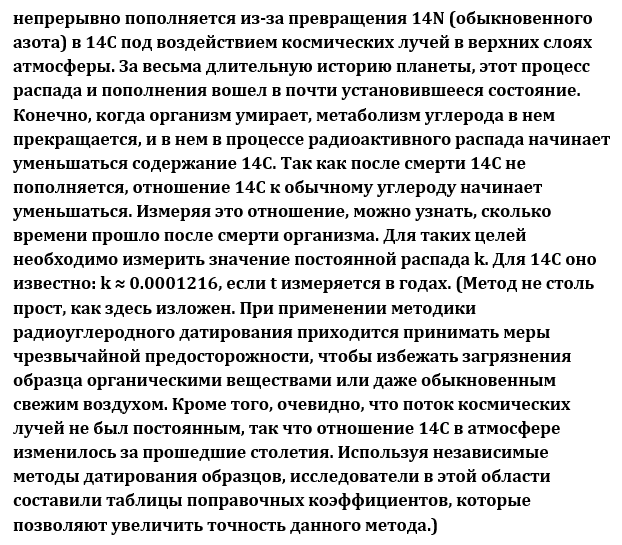 непрерывно пополняется из-за превращения 14N (обыкновенного
азота) в 14C под воздействием космических лучей в верхних слоях
атмосферы. За весьма длительную историю планеты, этот процесс
распада и пополнения вошел в почти установившееся состояние.
Конечно, когда организм умирает, метаболизм углерода в нем
прекращается, и в нем в процессе радиоактивного распада начинает
уменьшаться содержание 14C. Так как после смерти 14C не
пополняется, отношение 14C к обычному углероду начинает
уменьшаться. Измеряя это отношение, можно узнать, сколько
времени прошло после смерти организма. Для таких целей
необходимо измерить значение постоянной распада k. Для 14C оно
известно: k ≈ 0.0001216, если t измеряется в годах. (Метод не столь
прост, как здесь изложен. При применении методики
радиоуглеродного датирования приходится принимать меры
чрезвычайной предосторожности, чтобы избежать загрязнения
образца органическими веществами или даже обыкновенным
свежим воздухом. Кроме того, очевидно, что поток космических
лучей не был постоянным, так что отношение 14C в атмосфере
изменилось за прошедшие столетия. Используя независимые
методы датирования образцов, исследователи в этой области
составили таблицы поправочных коэффициентов, которые
позволяют увеличить точность данного метода.)